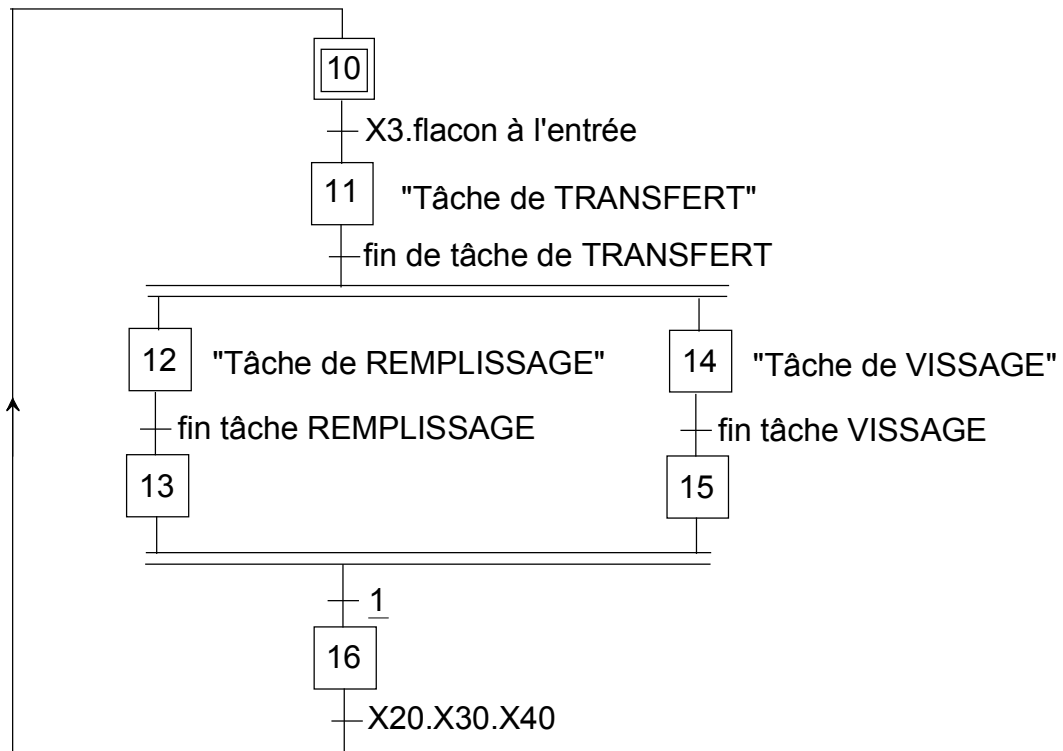 10
X3.flacon à l'entrée
11 "Tâche de TRANSFERT"
fin de tâche de TRANSFERT
12 "Tâche de REMPLISSAGE" 14 "Tâche de VISSAGE"
fin tâche REMPLISSAGE fin tâche VISSAGE
13 15
1
16
X20.X30.X40